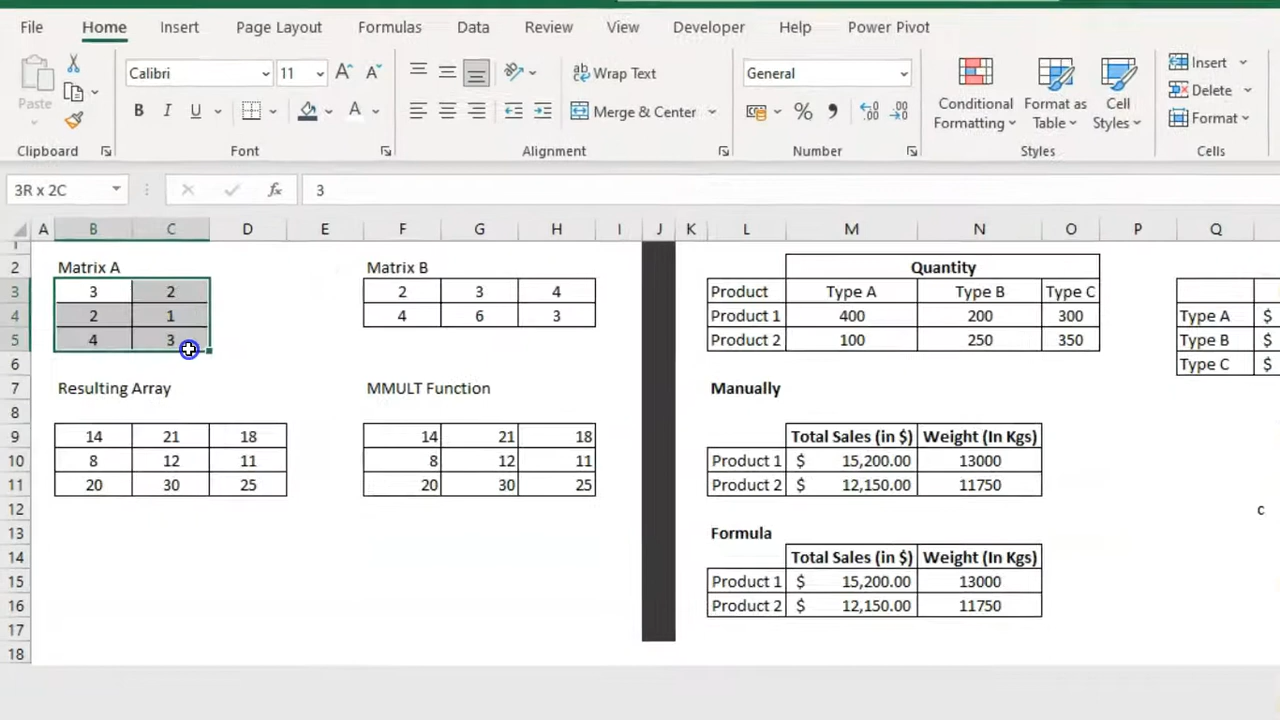 File Home Insert Page Layout Formulas Data Review View Developer Help Power Pivot
Paste
Calibri 11 A A
ab Wrap Text
General
Insert
Delete
Format
B I U A
Merge & Center
% ,
Conditional Formatting
Format as Table
Cell Styles
Clipboard Font Alignment Number Styles Cells
3R x 2C fx 3
A B C D E F G H I J K L M N O P Q
1
2 Matrix A Matrix B Quantity
3 3 2 2 3 4 Product Type A Type B Type C
4 2 1 4 6 3 Product 1 400 200 300 Type A $
5 4 3 Product 2 100 250 350 Type B $
6 Type C $
7 Resulting Array MMULT Function Manually
8
9 14 21 18 14 21 18 Total Sales (in $) Weight (In Kgs)
10 8 12 11 8 12 11 Product 1 $ 15,200.00 13000
11 20 30 25 20 30 25 Product 2 $ 12,150.00 11750
12 c
13 Formula
14 Total Sales (in $) Weight (In Kgs)
15 Product 1 $ 15,200.00 13000
16 Product 2 $ 12,150.00 11750
17
18